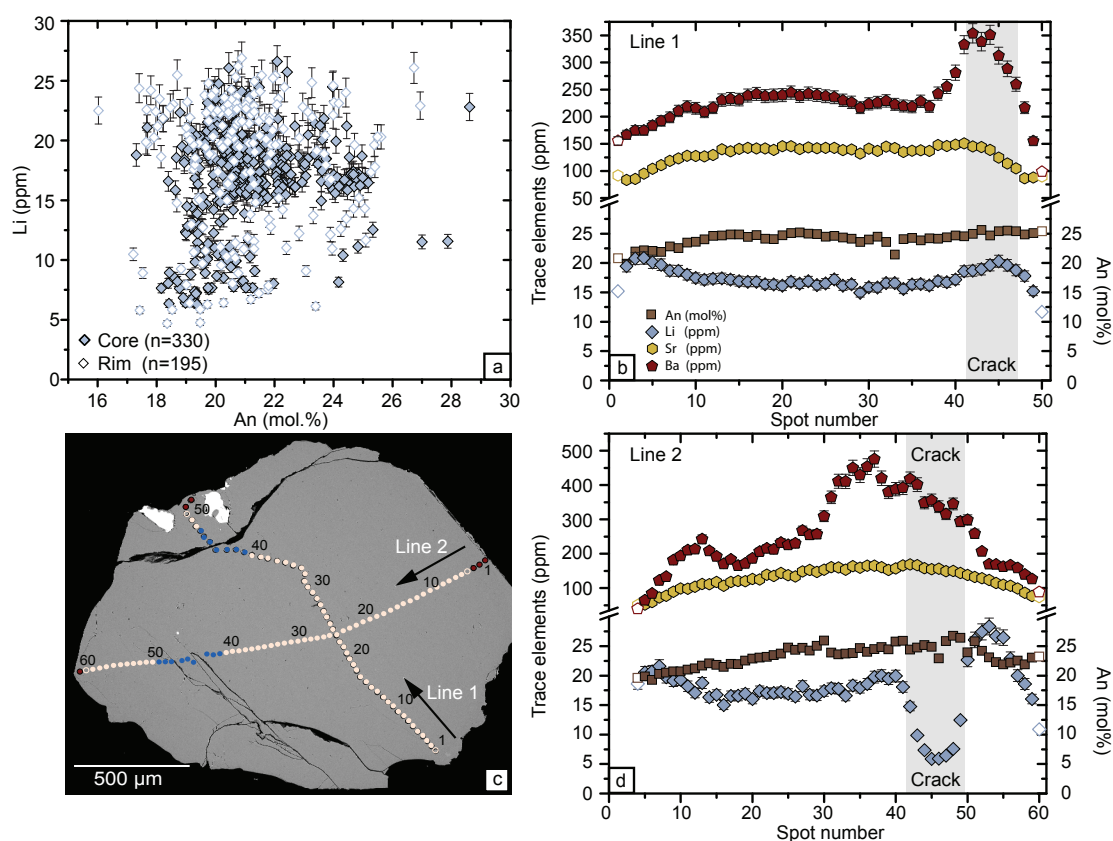 30
25
20
15
10
5
0
Li (ppm)
Core (n=330)
Rim (n=195)
a
16 18 20 22 24 26 28 30
An (mol.%)
Line 1
350
300
250
200
150
100
50
25
20
15
10
5
0
Trace elements (ppm)
25
20
15
10
5
0
An (mol%)
An (mol%)
Li (ppm)
Sr (ppm)
Ba (ppm)
Crack
b
0 10 20 30 40 50
Spot number
50
40
Line 2
30
10
1
20
60
50
40
30
20
10
Line 1
1
500 µm
c
Line 2
Crack
500
400
300
200
100
25
20
15
10
5
0
Trace elements (ppm)
25
20
15
10
5
0
An (mol%)
Crack
d
0 10 20 30 40 50 60
Spot number